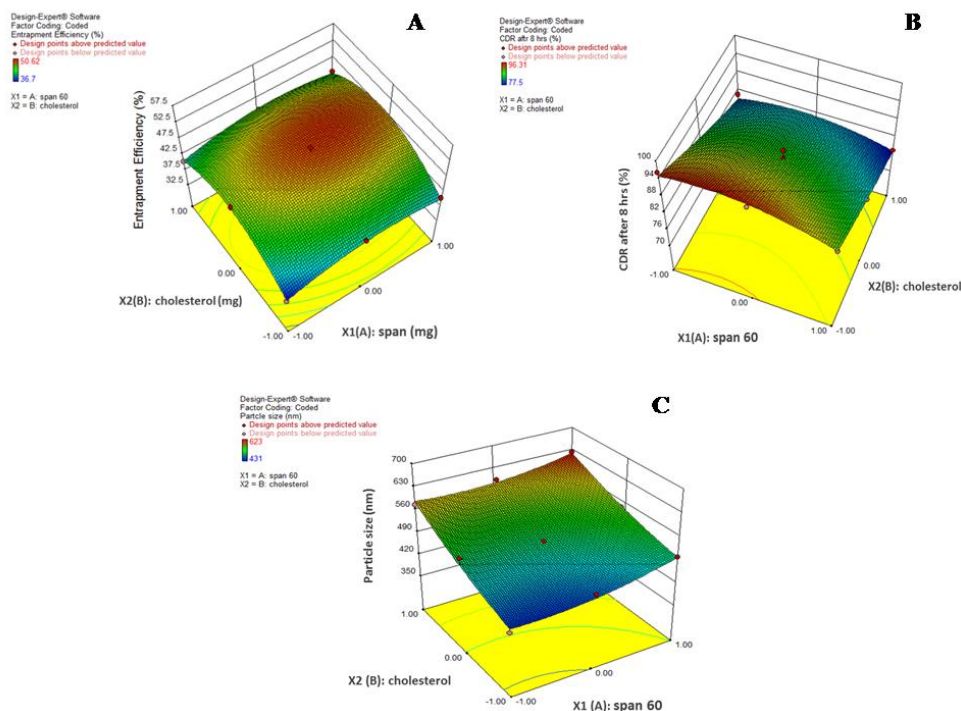 A
Design-Expert® Software
Factor Coding: Coded
Entrapment Efficiency (%)
Design points above predicted value
Design points below predicted value
50.62
36.7
X1 = A: span 60
X2 = B: cholesterol
Entrapment Efficiency (%)
57.5
52.5
47.5
42.5
37.5
32.5
1.00
0.00
-1.00
X2(B): cholesterol (mg)
-1.00
0.00
1.00
X1(A): span (mg)
B
Design-Expert® Software
Factor Coding: Coded
CDR aftr 8 hrs (%)
Design points above predicted value
Design points below predicted value
96.31
77.5
X1 = A: span 60
X2 = B: cholesterol
CDR after 8 hrs (%)
100
94
88
82
76
70
-1.00
0.00
1.00
X1(A): span 60
-1.00
0.00
1.00
X2(B): cholesterol
C
Design-Expert® Software
Factor Coding: Coded
Partcle size (nm)
Design points above predicted value
Design points below predicted value
623
431
X1 = A: span 60
X2 = B: cholesterol
Particle size (nm)
700
630
560
490
420
350
1.00
0.00
-1.00
X2 (B): cholesterol
-1.00
0.00
1.00
X1 (A): span 60